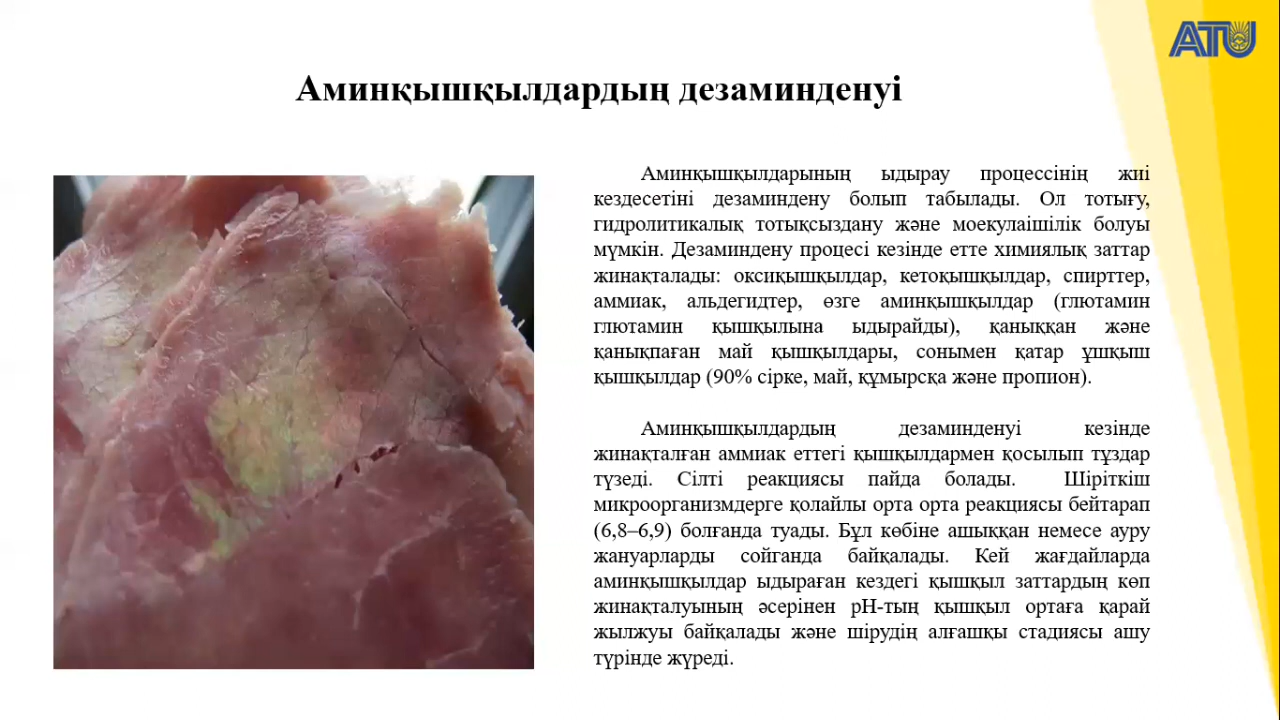 ATU
Аминқышқылдардың дезаминденуі
Аминқышқылдарының ыдырау процессінің жиі
кездесетіні дезаминдену болып табылады. Ол тотығу,
гидролитикалық тотықсыздану және моекулаішілік болуы
мүмкін. Дезаминдену процесі кезінде етте химиялық заттар
жинақталады: оксиқышқылдар, кетоқышқылдар, спирттер,
аммиак, альдегидтер, өзге аминқышқылдар (глютамин
глютамин қышқылына ыдырайды), қаныққан және
қанықпаған май қышқылдары, сонымен қатар ұшқыш
қышқылдар (90% сірке, май, құмырсқа және пропион).
Аминқышқылдардың дезаминденуі кезінде
жинақталған аммиак еттегі қышқылдармен қосылып тұздар
түзеді. Сілті реакциясы пайда болады. Шіріткіш
микроорганизмдерге қолайлы орта орта реакциясы бейтарап
(6,8–6,9) болғанда туады. Бұл көбіне ашыққан немесе ауру
жануарларды сойганда байқалады. Кей жағдайларда
аминқышқылдар ыдыраған кездегі қышқыл заттардың көп
жинақталуының әсерінен рН-тың қышқыл ортаға қарай
жылжуы байқалады және шірудің алғашқы стадиясы ашу
түрінде жүреді.